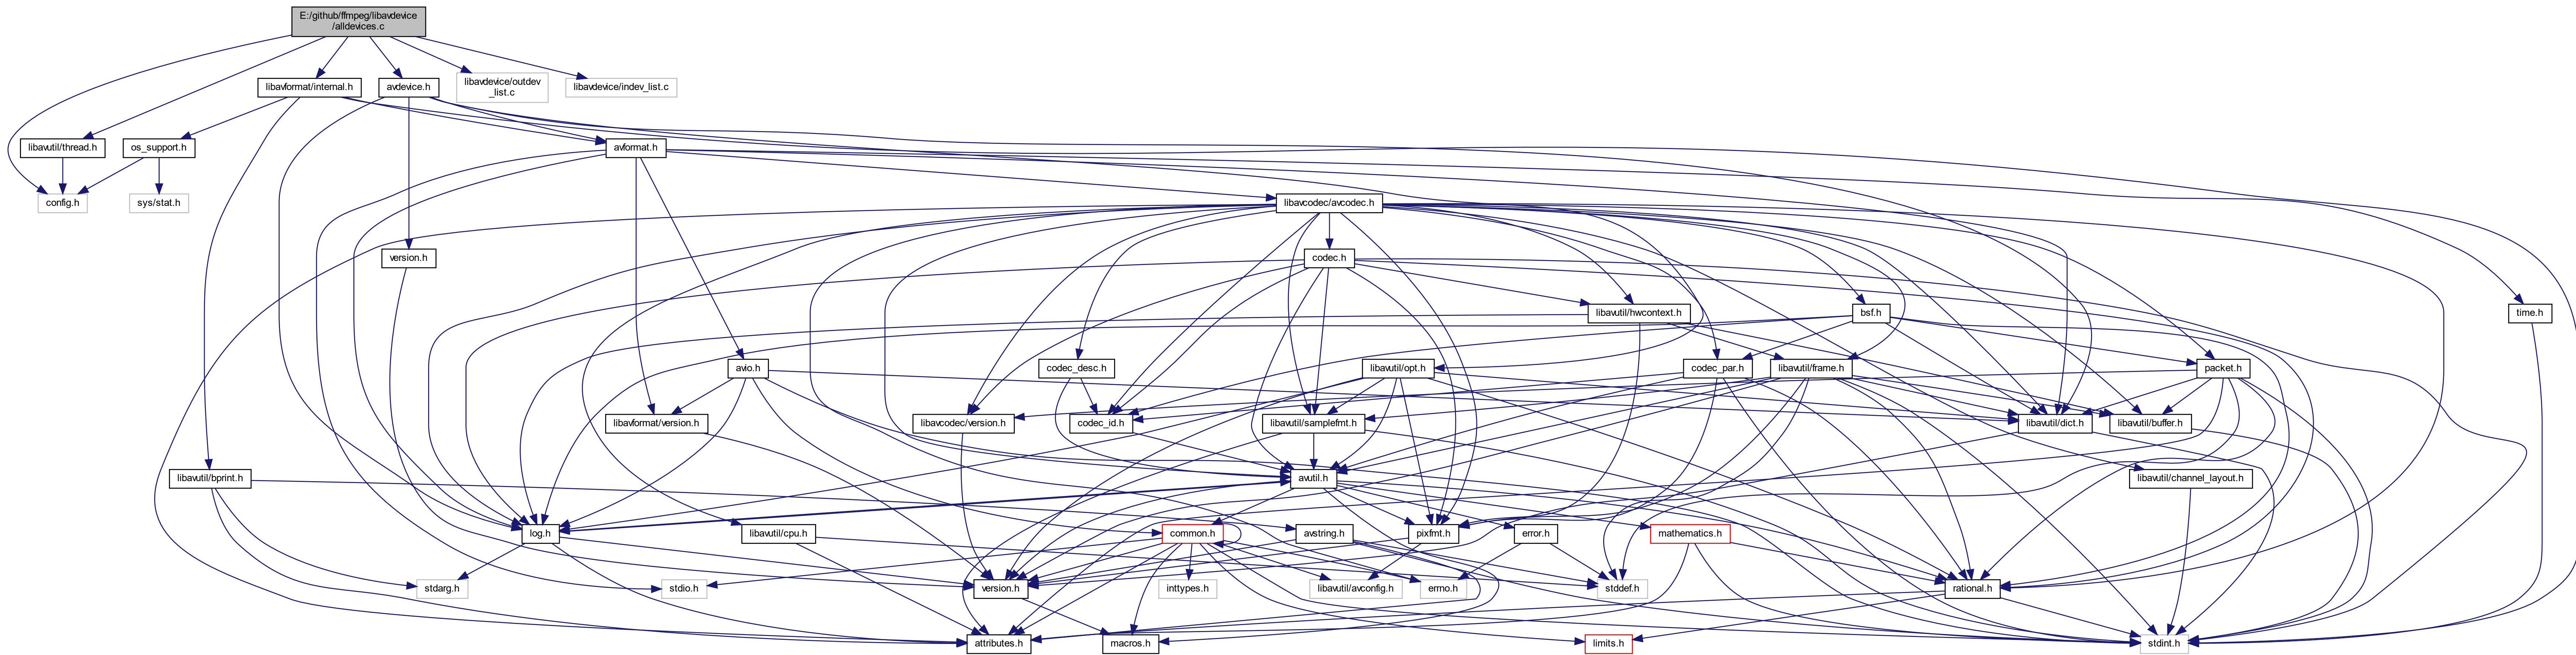 E:/github/ffmpeg/libavdevice
/alldevices.c
libavformat/internal.h
avdevice.h
libavdevice/outdev
_list.c
libavdevice/indev_list.c
libavutil/thread.h
os_support.h
avformat.h
config.h
sys/stat.h
libavcodec/avcodec.h
version.h
codec.h
libavutil/hwcontext.h
bsf.h
time.h
avio.h
codec_desc.h
libavutil/opt.h
codec_par.h
libavutil/frame.h
packet.h
libavformat/version.h
libavcodec/version.h
codec_id.h
libavutil/samplefmt.h
libavutil/dict.h
libavutil/buffer.h
libavutil/bprint.h
avutil.h
libavutil/channel_layout.h
log.h
libavutil/cpu.h
common.h
avstring.h
pixfmt.h
error.h
mathematics.h
stdarg.h
stdio.h
version.h
inttypes.h
libavutil/avconfig.h
errno.h
stddef.h
rational.h
attributes.h
macros.h
limits.h
stdint.h